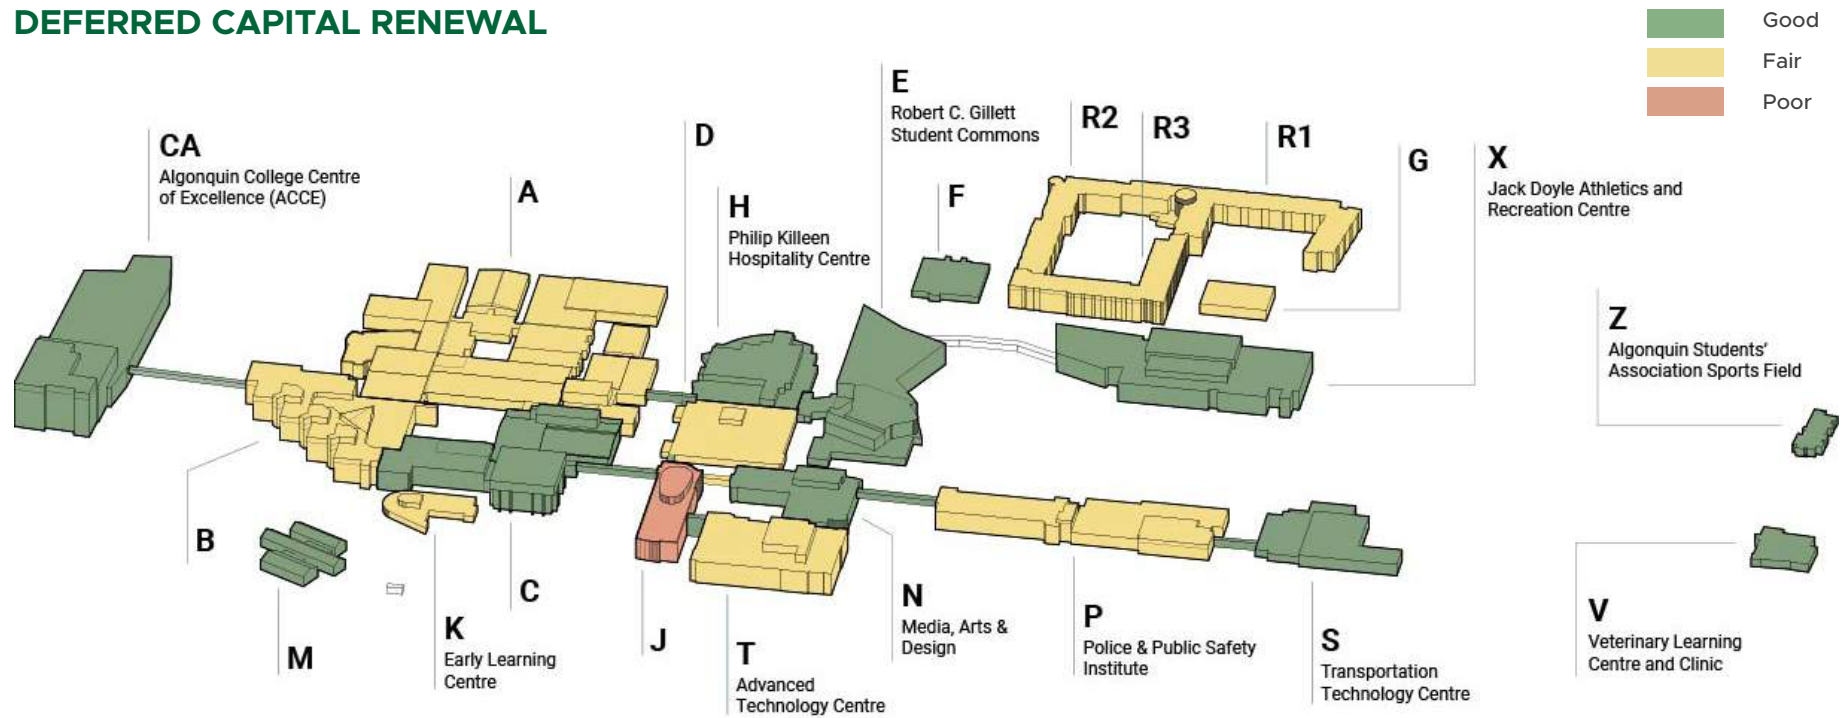 DEFERRED CAPITAL RENEWAL
Good
Fair
Poor
CA
Algonquin College Centre
of Excellence (ACCE)
A
D
H
Philip Killeen
Hospitality Centre
E
Robert C. Gillett
Student Commons
F
R2
R3
R1
G
X
Jack Doyle Athletics and
Recreation Centre
Z
Algonquin Students'
Association Sports Field
B
M
K
Early Learning
Centre
C
J
T
Advanced
Technology Centre
N
Media, Arts &
Design
P
Police & Public Safety
Institute
S
Transportation
Technology Centre
V
Veterinary Learning
Centre and Clinic